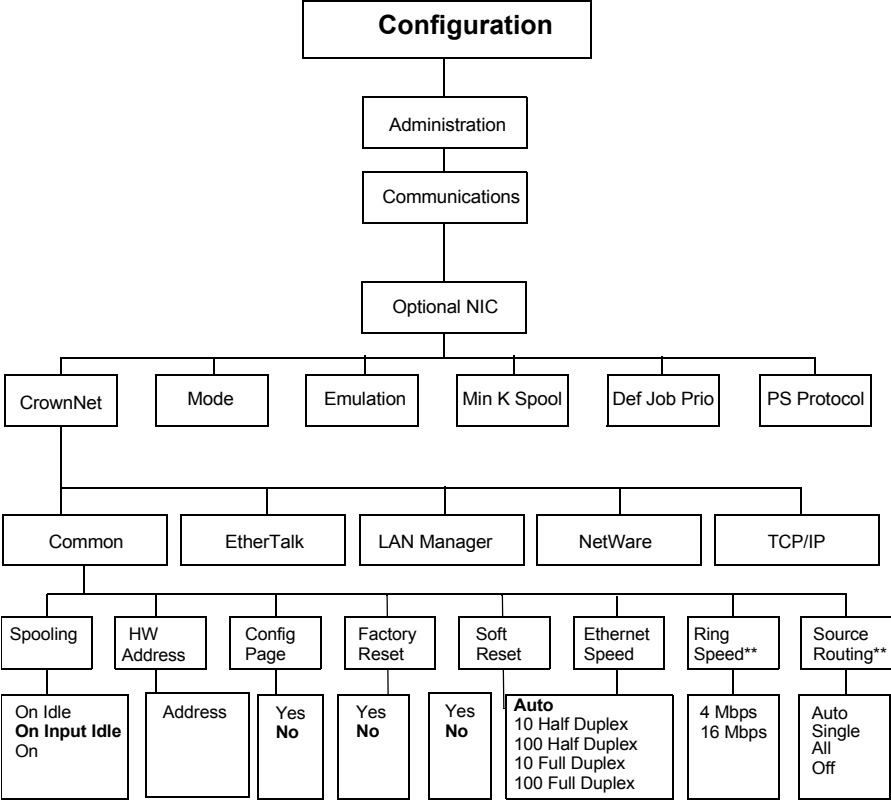 Configuration
Administration
Communications
Optional NIC
CrownNet
Mode
Emulation
Min K Spool
Def Job Prio
PS Protocol
Common
EtherTalk
LAN Manager
NetWare
TCP/IP
Spooling
HW
Address
Config
Page
Factory
Reset
Soft
Reset
Ethernet
Speed
Ring
Speed**
Source
Routing**
On Idle
On Input Idle
On
Address
Yes
No
Yes
No
Yes
No
Auto
10 Half Duplex
100 Half Duplex
10 Full Duplex
100 Full Duplex
4 Mbps
16 Mbps
Auto
Single
All
Off